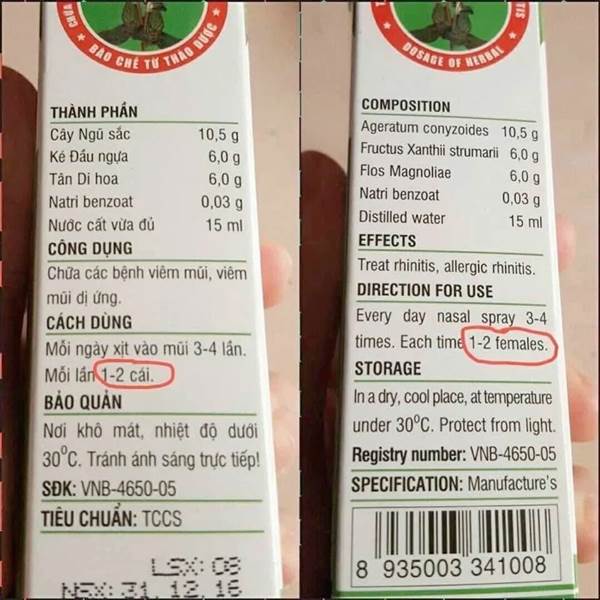 CHỨA
BÀO CHẾ TỪ THẢO DƯỢC
THÀNH PHẦN
Cây Ngũ sắc 10,5 g
Ké Đầu ngựa 6,0 g
Tân Di hoa 6,0 g
Natri benzoat 0,03 g
Nước cất vừa đủ 15 ml
CÔNG DỤNG
Chữa các bệnh viêm mũi, viêm
mũi dị ứng.
CÁCH DÙNG
Mỗi ngày xịt vào mũi 3-4 lần.
Mỗi lần 1-2 cái.
BẢO QUẢN
Nơi khô mát, nhiệt độ dưới
30°C. Tránh ánh sáng trực tiếp!
SĐK: VNB-4650-05
TIÊU CHUẨN: TCCS
LSX: 08
NSX: 31. 12. 16
DOSAGE OF HERBAL
COMPOSITION
Ageratum conyzoides 10,5 g
Fructus Xanthii strumarii 6,0 g
Flos Magnoliae 6,0 g
Natri benzoat 0,03 g
Distilled water 15 ml
EFFECTS
Treat rhinitis, allergic rhinitis.
DIRECTION FOR USE
Every day nasal spray 3-4
times. Each time 1-2 females.
STORAGE
In a dry, cool place, at temperature
under 30°C. Protect from light.
Registry number: VNB-4650-05
SPECIFICATION: Manufacture's
8 935003 341008